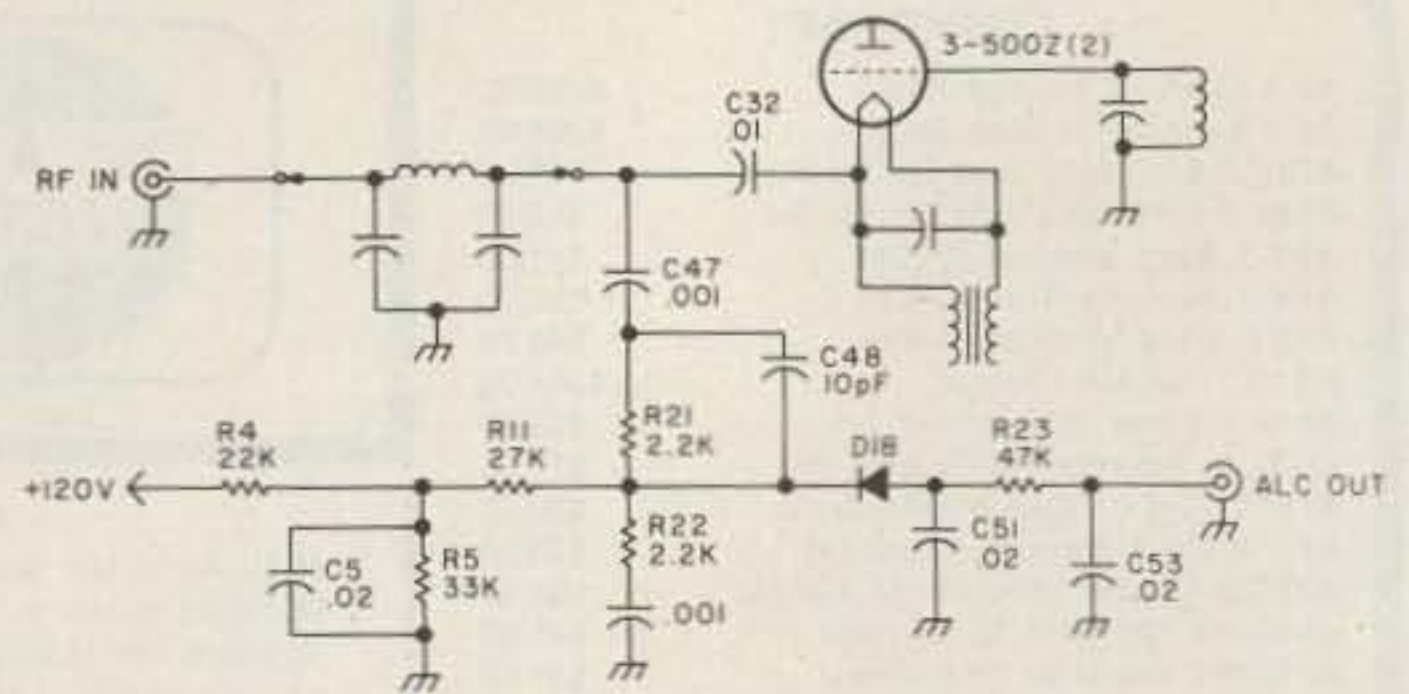 3-500Z(2)
C32
.01
RF IN
C47
.001
C48
10pF
R4
22K
R11
27K
R21
2.2K
D18
R23
47K
+120V
ALC OUT
C5
.02
R5
33K
R22
2.2K
.001
C51
.02
C53
.02